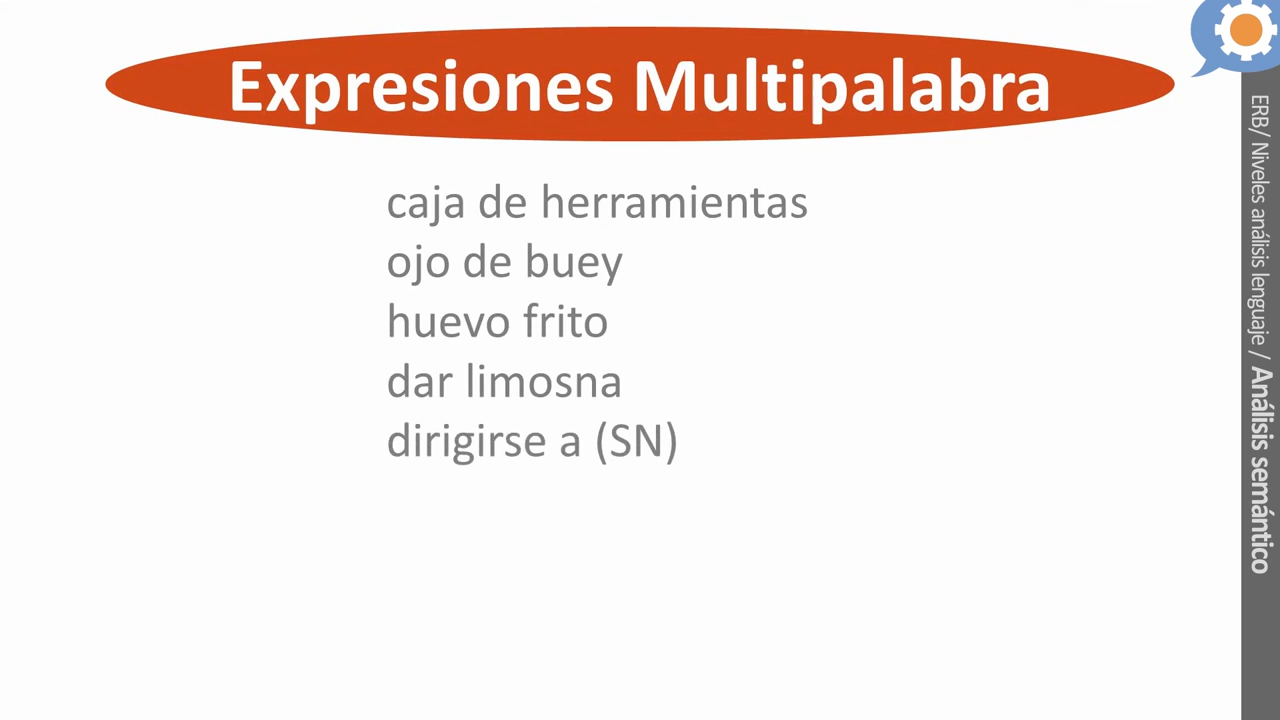 Expresiones Multipalabra
caja de herramientas
ojo de buey
huevo frito
dar limosna
dirigirse a (SN)
ERB/ Niveles análisis lenguaje / Análisis semántico